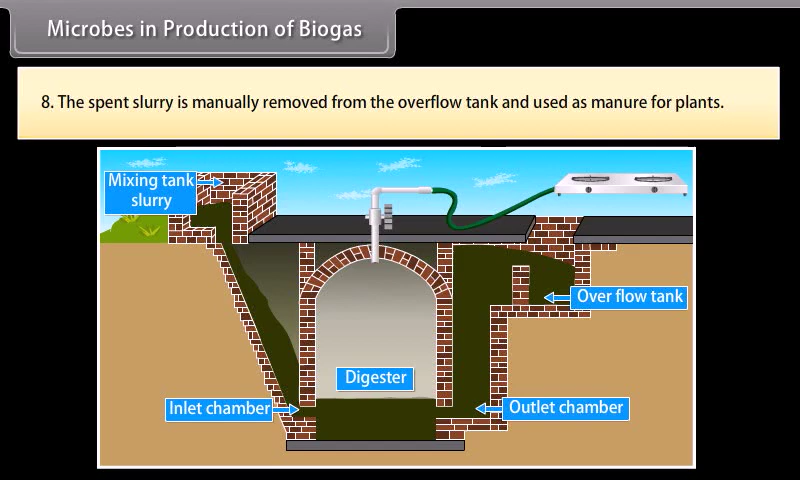 Microbes in Production of Biogas
8. The spent slurry is manually removed from the overflow tank and used as manure for plants.
Mixing tank
slurry
Over flow tank
Digester
Inlet chamber
Outlet chamber